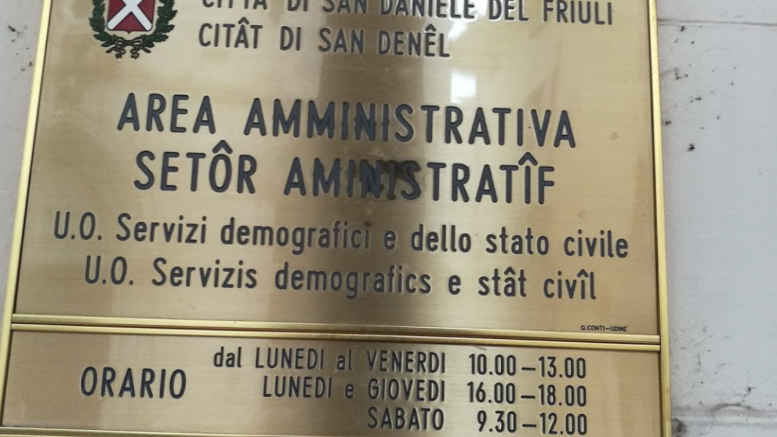 CITTÀ DI SAN DANIELE DEL FRIULI
CITÂT DI SAN DENÊL
AREA AMMINISTRATIVA
SETÔR AMINISTRATÎF
U.O. Servizi demografici e dello stato civile
U.O. Servizis demografics e stât civîl
G. CONTI-UDINE
ORARIO
dal LUNEDI al VENERDI 10.00-13.00
LUNEDI e GIOVEDI 16.00-18.00
SABATO 9.30-12.00